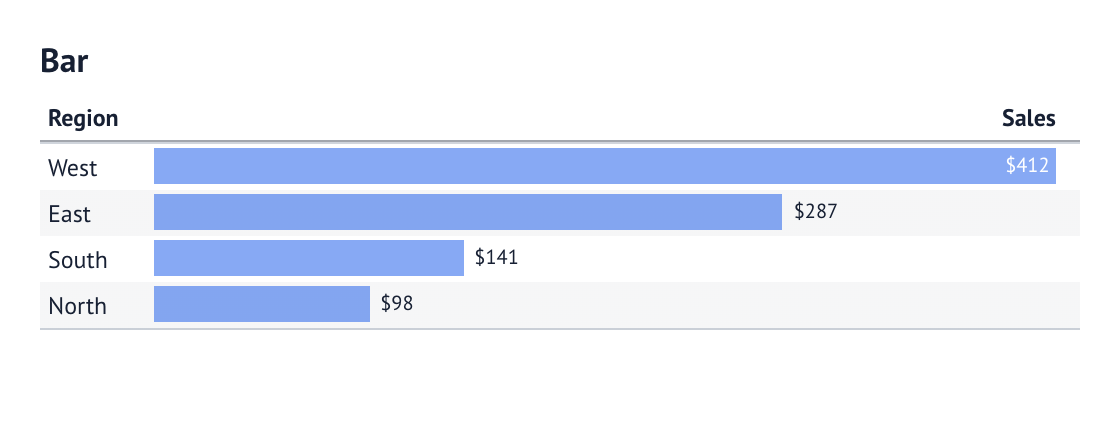 Bar
Region Sales
West $412
East $287
South $141
North $98